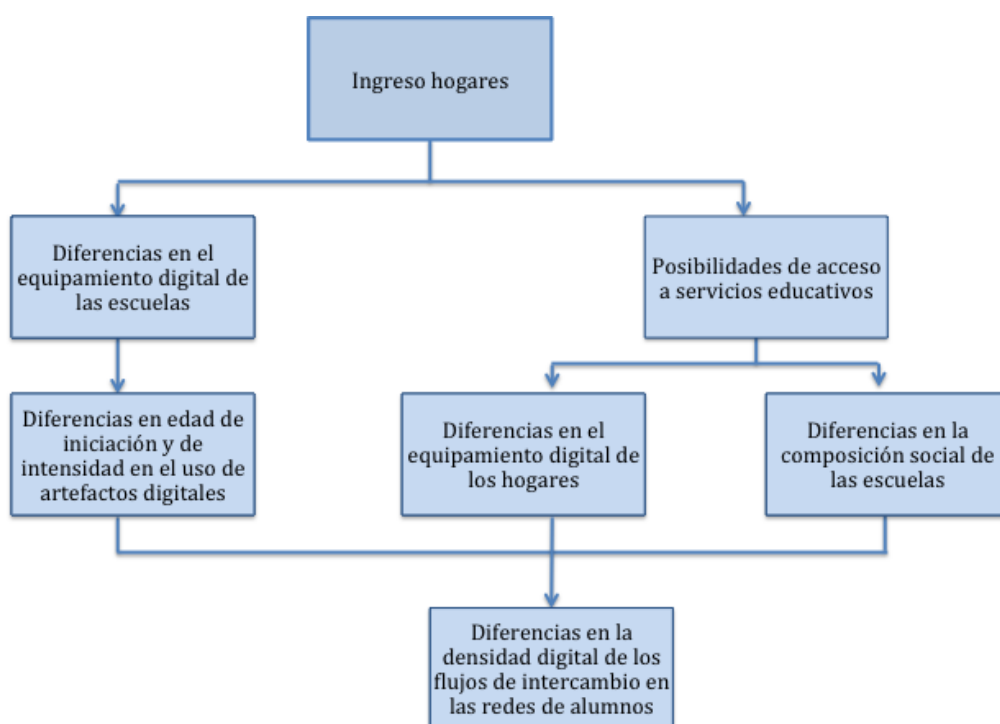 Ingreso hogares
Diferencias en el
equipamiento digital de
las escuelas
Posibilidades de acceso
a servicios educativos
Diferencias en edad de
iniciación y de
intensidad en el uso de
artefactos digitales
Diferencias en el
equipamiento digital de
los hogares
Diferencias en la
composición social de
las escuelas
Diferencias en la
densidad digital de los
flujos de intercambio en
las redes de alumnos